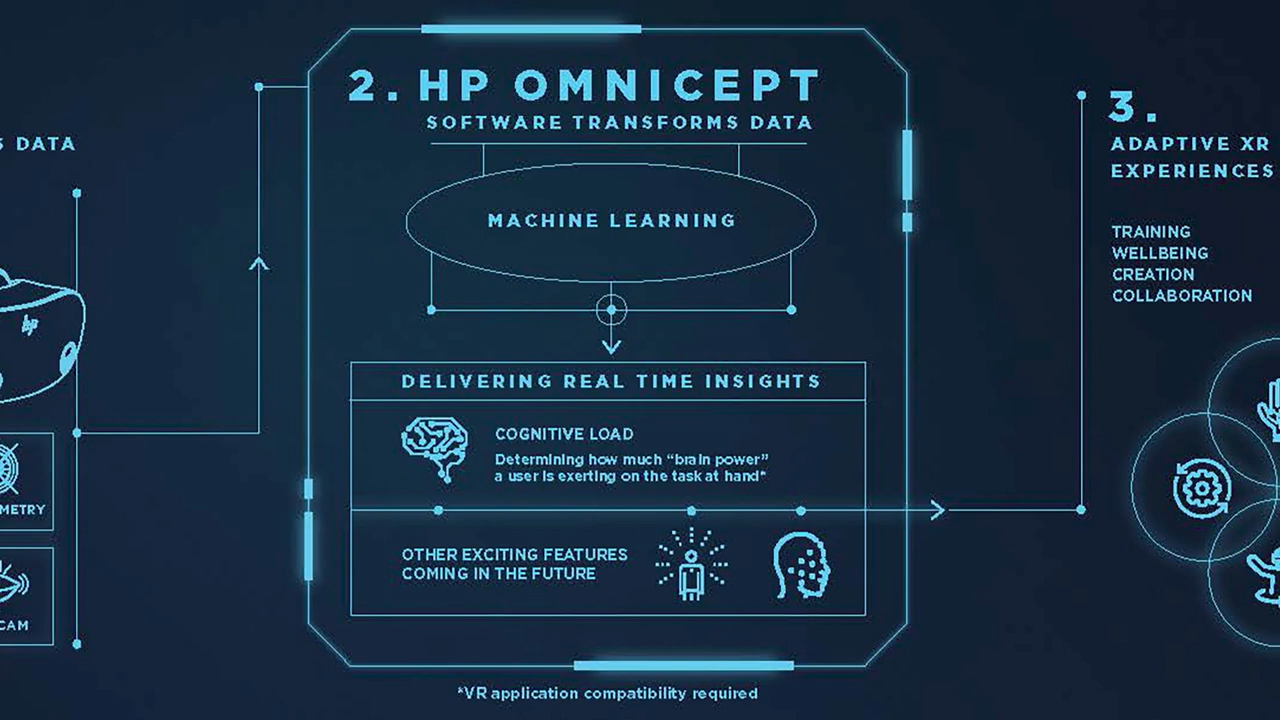 S DATA
hp
METRY
CAM
2. HP OMNICEPT
SOFTWARE TRANSFORMS DATA
MACHINE LEARNING
DELIVERING REAL TIME INSIGHTS
COGNITIVE LOAD
Determining how much “brain power”
a user is exerting on the task at hand*
OTHER EXCITING FEATURES
COMING IN THE FUTURE
*VR application compatibility required
3.
ADAPTIVE XR
EXPERIENCES
TRAINING
WELLBEING
CREATION
COLLABORATION